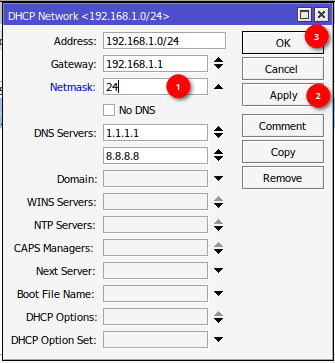 DHCP Network <192.168.1.0/24>
Address: 192.168.1.0/24 OK 3
Gateway: 192.168.1.1 Cancel
Netmask: 24 1 Apply 2
No DNS
DNS Servers: 1.1.1.1 Comment
8.8.8.8 Copy
Domain: Remove
WINS Servers:
NTP Servers:
CAPS Managers:
Next Server:
Boot File Name:
DHCP Options:
DHCP Option Set: